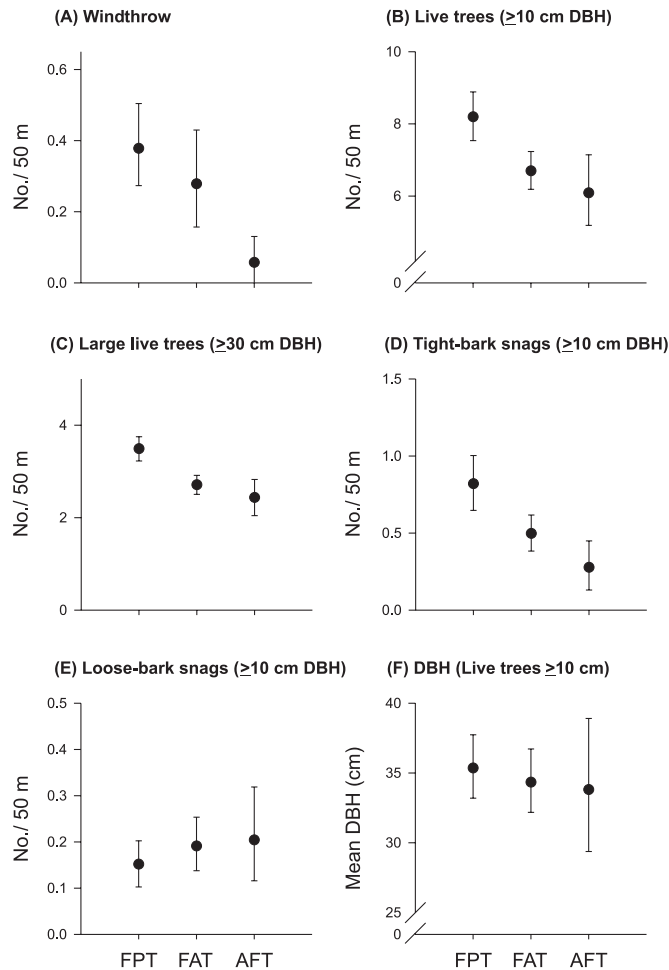 (A) Windthrow
0.6
0.4
0.2
0.0
No./ 50 m
(B) Live trees (≥10 cm DBH)
10
8
6
0
No./ 50 m
(C) Large live trees (≥30 cm DBH)
4
2
0
No./ 50 m
(D) Tight-bark snags (≥10 cm DBH)
1.5
1.0
0.5
0.0
No./ 50 m
(E) Loose-bark snags (≥10 cm DBH)
0.5
0.4
0.3
0.2
0.1
0.0
No./ 50 m
FPT FAT AFT
(F) DBH (Live trees ≥10 cm)
40
35
30
25
0
Mean DBH (cm)
FPT FAT AFT